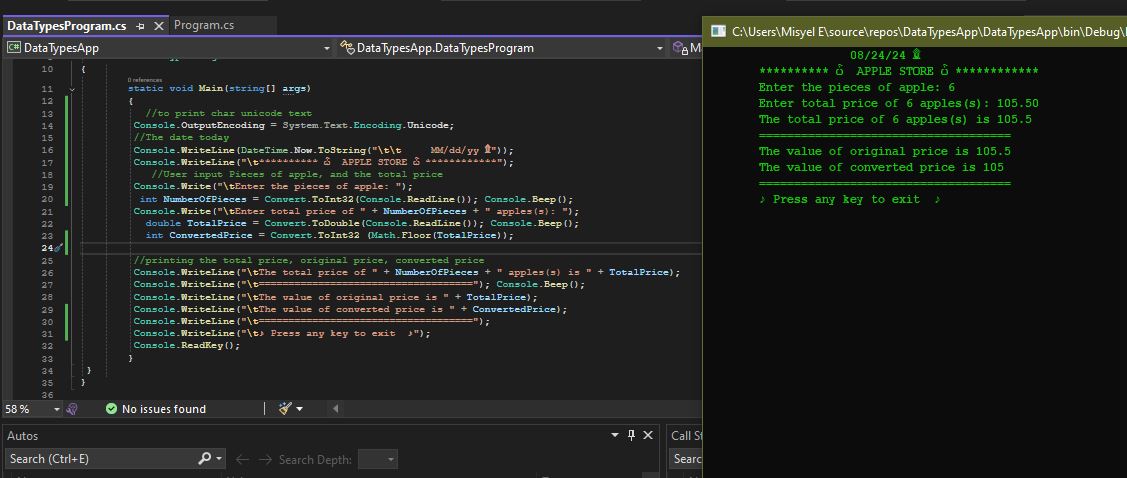 DataTypesProgram.cs
Program.cs
C# DataTypesApp
DataTypesApp.DataTypesProgram
10 {
0 references
11 static void Main(string[] args)
12 {
13 //to print char unicode text
14 Console.OutputEncoding = System.Text.Encoding.Unicode;
15 //The date today
16 Console.WriteLine(DateTime.Now.ToString("\t\t MM/dd/yy ۩"));
17 Console.WriteLine("\t********** APPLE STORE ************");
18 //User input Pieces of apple, and the total price
19 Console.Write("\tEnter the pieces of apple: ");
20 int NumberOfPieces = Convert.ToInt32(Console.ReadLine()); Console.Beep();
21 Console.Write("\tEnter total price of " + NumberOfPieces + " apples(s): ");
22 double TotalPrice = Convert.ToDouble(Console.ReadLine()); Console.Beep();
23 int ConvertedPrice = Convert.ToInt32 (Math.Floor(TotalPrice));
24
25 //printing the total price, original price, converted price
26 Console.WriteLine("\tThe total price of " + NumberOfPieces + " apples(s) is " + TotalPrice);
27 Console.WriteLine("\t===================================="); Console.Beep();
28 Console.WriteLine("\tThe value of original price is " + TotalPrice);
29 Console.WriteLine("\tThe value of converted price is " + ConvertedPrice);
30 Console.WriteLine("\t====================================");
31 Console.WriteLine("\t♪ Press any key to exit ♪");
32 Console.ReadKey();
33 }
34 }
35 }
36
58 %
No issues found
Autos
Search (Ctrl+E)
Search Depth:
Call St
Searc
C:\Users\Misyel E\source\repos\DataTypesApp\DataTypesApp\bin\Debug\
08/24/24 ۩
********** APPLE STORE ************
Enter the pieces of apple: 6
Enter total price of 6 apples(s): 105.50
The total price of 6 apples(s) is 105.5
====================================
The value of original price is 105.5
The value of converted price is 105
====================================
♪ Press any key to exit ♪